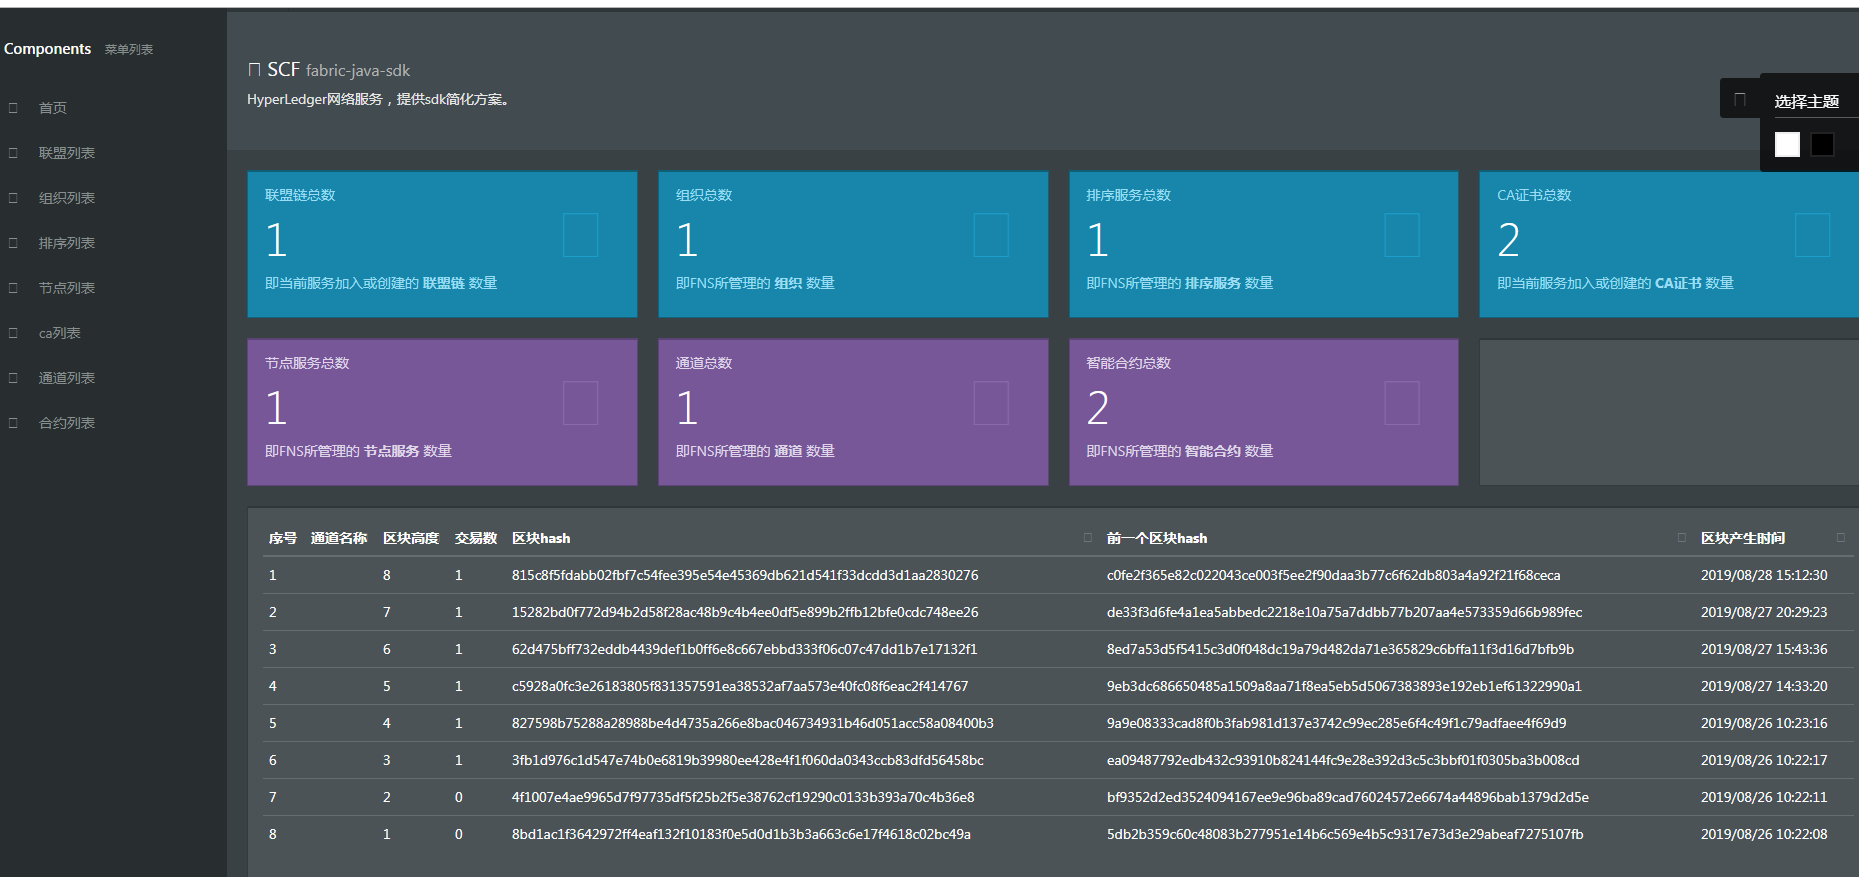 Components 菜单列表
首页
联盟列表
组织列表
排序列表
节点列表
ca列表
通道列表
合约列表
SCF fabric-java-sdk
HyperLedger网络服务，提供sdk简化方案。
选择主题
联盟链总数
1
即当前服务加入或创建的 联盟链 数量
组织总数
1
即FNS所管理的 组织 数量
排序服务总数
1
即FNS所管理的 排序服务 数量
CA证书总数
2
即当前服务加入或创建的 CA证书 数量
节点服务总数
1
即FNS所管理的 节点服务 数量
通道总数
1
即FNS所管理的 通道 数量
智能合约总数
2
即FNS所管理的 智能合约 数量
序号 通道名称 区块高度 交易数 区块hash 前一个区块hash 区块产生时间
1 8 1 815c8f5fdabb02fbf7c54fee395e54e45369db621d541f33dcdd3d1aa2830276 c0fe2f365e82c022043ce003f5ee2f90daa3b77c6f62db803a4a92f21f68ceca 2019/08/28 15:12:30
2 7 1 15282bd0f772d94b2d58f28ac48b9c4b4ee0df5e899b2ffb12bfe0cdc748ee26 de33f3d6fe4a1ea5abbedc2218e10a75a7ddbb77b207aa4e573359d66b989fec 2019/08/27 20:29:23
3 6 1 62d475bff732eddb4439def1b0ff6e8c667ebbd333f06c07c47dd1b7e17132f1 8ed7a53d5f5415c3d0f048dc19a79d482da71e365829c6bffa11f3d16d7bfb9b 2019/08/27 15:43:36
4 5 1 c5928a0fc3e26183805f831357591ea38532af7aa573e40fc08f6eac2f414767 9eb3dc686650485a1509a8aa71f8ea5eb5d5067383893e192eb1ef61322990a1 2019/08/27 14:33:20
5 4 1 827598b75288a28988be4d4735a266e8bac046734931b46d051acc58a08400b3 9a9e08333cad8f0b3fab981d137e3742c99ec285e6f4c49f1c79adfaee4f69d9 2019/08/26 10:23:16
6 3 1 3fb1d976c1d547e74b0e6819b39980ee428e4f1f060da0343ccb83dfd56458bc ea09487792edb432c93910b824144fc9e28e392d3c5c3bbf01f0305ba3b008cd 2019/08/26 10:22:17
7 2 0 4f1007e4ae9965d7f97735df5f25b2f5e38762cf19290c0133b393a70c4b36e8 bf9352d2ed3524094167ee9e96ba89cad76024572e6674a44896bab1379d2d5e 2019/08/26 10:22:11
8 1 0 8bd1ac1f3642972ff4eaf132f10183f0e5d0d1b3b3a663c6e17f4618c02bc49a 5db2b359c60c48083b277951e14b6c569e4b5c9317e73d3e29abeaf7275107fb 2019/08/26 10:22:08